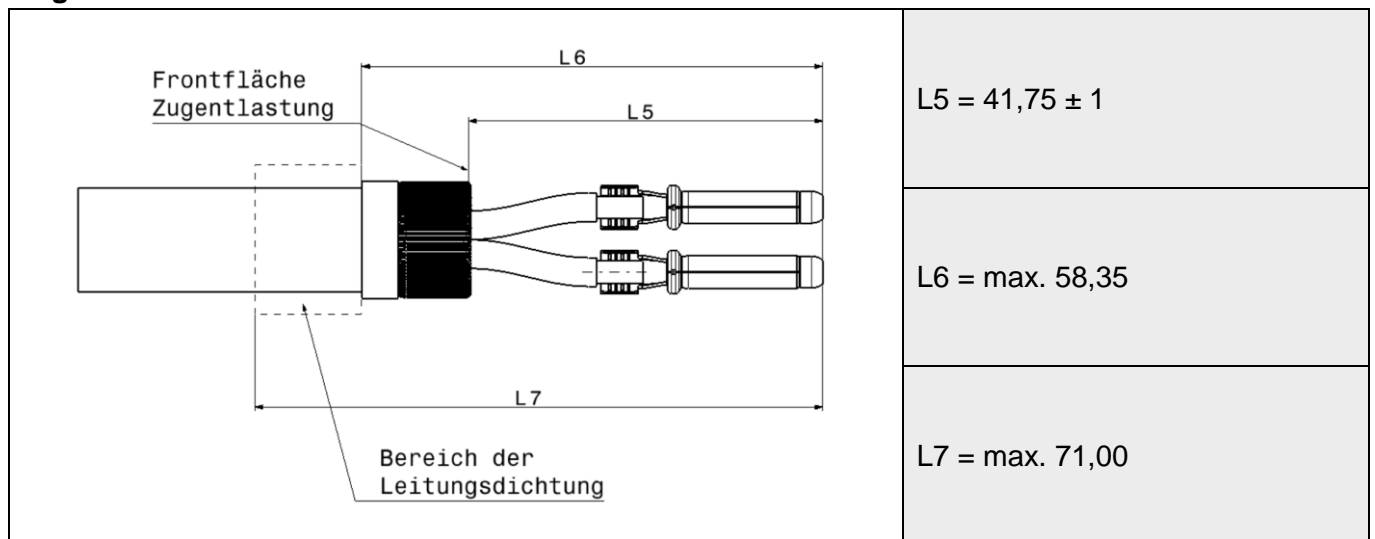 L6
Frontfläche
Zugentlastung
L5
L7
Bereich der
Leitungsdichtung
L5 = 41,75 ± 1
L6 = max. 58,35
L7 = max. 71,00